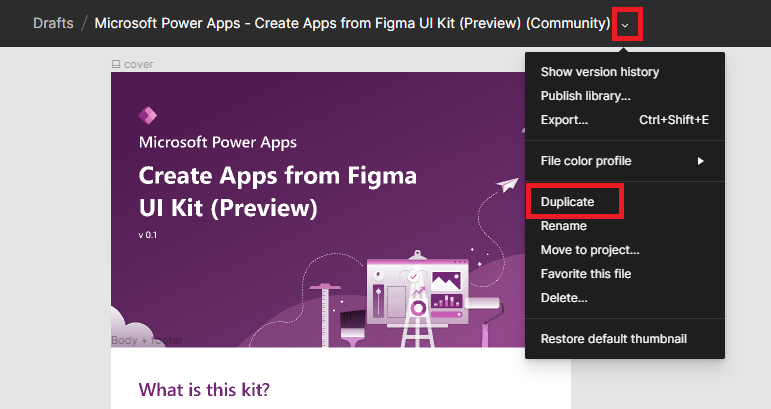 Drafts / Microsoft Power Apps - Create Apps from Figma UI Kit (Preview) (Community)
cover
Microsoft Power Apps
Create Apps from Figma
UI Kit (Preview)
v 0.1
Body + footer
What is this kit?
Show version history
Publish library...
Export... Ctrl+Shift+E
File color profile
Duplicate
Rename
Move to project...
Favorite this file
Delete...
Restore default thumbnail